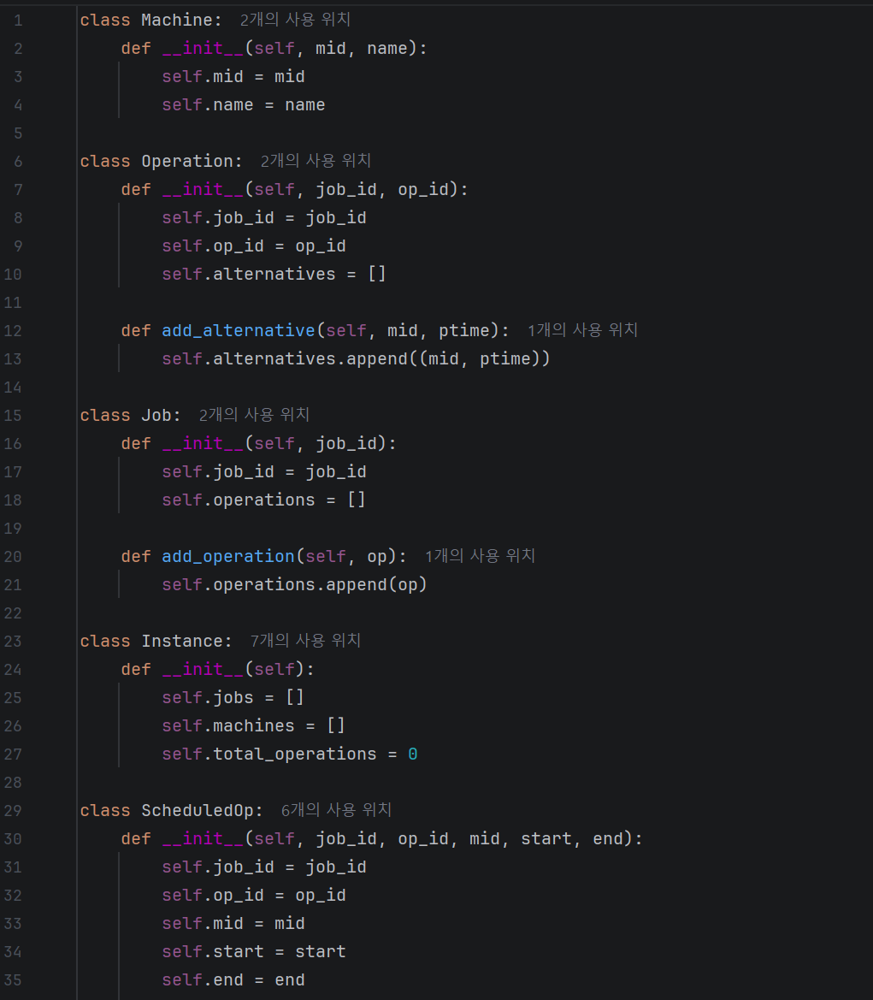 1 class Machine: 2개의 사용 위치
2     def __init__(self, mid, name):
3         self.mid = mid
4         self.name = name
5
6 class Operation: 2개의 사용 위치
7     def __init__(self, job_id, op_id):
8         self.job_id = job_id
9         self.op_id = op_id
10         self.alternatives = []
11
12     def add_alternative(self, mid, ptime): 1개의 사용 위치
13         self.alternatives.append((mid, ptime))
14
15 class Job: 2개의 사용 위치
16     def __init__(self, job_id):
17         self.job_id = job_id
18         self.operations = []
19
20     def add_operation(self, op): 1개의 사용 위치
21         self.operations.append(op)
22
23 class Instance: 7개의 사용 위치
24     def __init__(self):
25         self.jobs = []
26         self.machines = []
27         self.total_operations = 0
28
29 class ScheduledOp: 6개의 사용 위치
30     def __init__(self, job_id, op_id, mid, start, end):
31         self.job_id = job_id
32         self.op_id = op_id
33         self.mid = mid
34         self.start = start
35         self.end = end